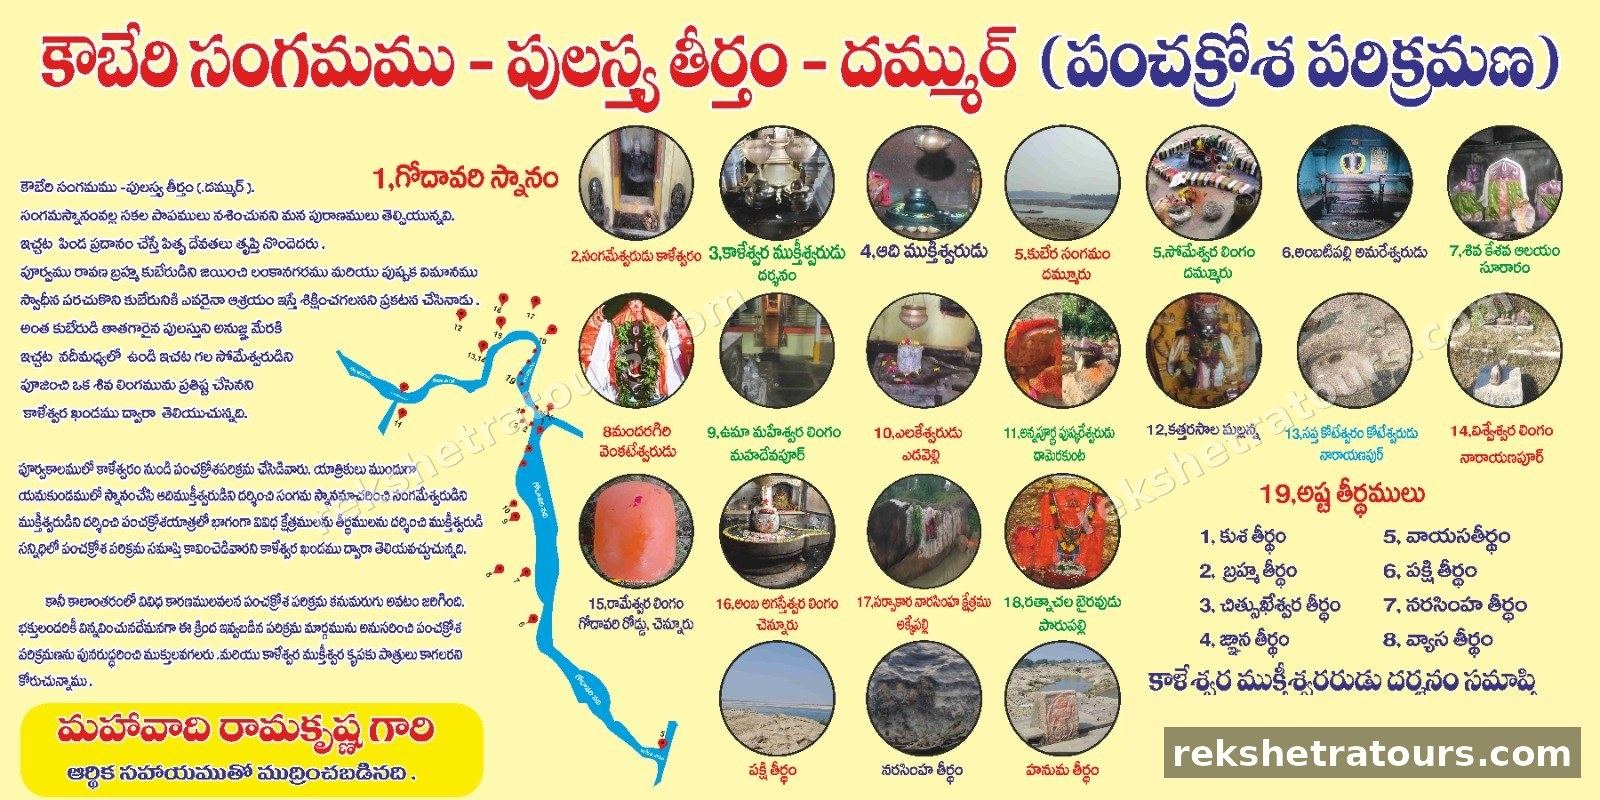 కౌబేరి సంగమము - పులస్త్య తీర్తం - దమ్మూర్ (పంచక్రోశ పరిక్రమణ)
కౌబేరి సంగమము -పులస్త్య తీర్తం (.దమ్మూర్ ).
సంగమస్నానంవల్ల సకల పాపములు నశించునని మన పురాణములు తెల్పియున్నవి.
ఇచ్చట పిండ ప్రదానం చేస్తే పితృ దేవతలు తృప్తి నొందెదరు .
పూర్వము రావణ బ్రహ్మ కుబేరుడిని జయించి లంకానగరము మరియు పుష్పక విమానము
స్వాధీన పరచుకొని కుబేరునికి ఎవరైనా ఆశ్రయం ఇస్తే శిక్షించగలనని ప్రకటన చేసినాడు .
అంత కుబేరుడి తాతగారైన పులస్తుని అనుజ్ఞ మేరకి
ఇచ్చట నదీమధ్యలో ఉండి ఇచట గల సోమేశ్వరుడిని
పూజించి ఒక శివ లింగమును ప్రతిష్ట చేసినని
కాళేశ్వర ఖండము ద్వారా తెలియుచున్నది.
పూర్వకాలములో కాళేశ్వరం నుండి పంచక్రోశపరిక్రమ చేసేడివారు. యాత్రికులు ముందుగా
యమకుండములో స్నానంచేసి ఆదిముక్తీశ్వరుడిని దర్శించి సంగమ స్నానమాచరించి సంగమేశ్వరుడిని
ముక్తీశ్వరుడిని దర్శించి పంచక్రోశయాత్రలో భాగంగా వివిధ క్షేత్రములను తీర్థములను దర్శించి ముక్తీశ్వరుడి
సన్నిధిలో పంచక్రోశ పరిక్రమ సమాప్తి కావించెడివారని కాళేశ్వర ఖండము ద్వారా తెలియవచ్చుచున్నది.
కానీ కాలాంతరంలో వివిధ కారణములవలన పంచక్రోశ పరిక్రమ కనుమరుగు అవటం జరిగింది.
భక్తులందరికీ విన్నవించునదేమనగా ఈ క్రింద ఇవ్వబడిన పరిక్రమ మార్గమును అనుసరించి పంచక్రోశ
పరిక్రమణను పునరుద్ధరించి ముక్తులవగలరు .మరియు కాళేశ్వర ముక్తీశ్వర కృపకు పాత్రులు కాగలరని
కోరుచున్నాము .
మహావాది రామకృష్ణ గారి
ఆర్థిక సహాయముతో ముద్రించబడినది .
1,గోదావరి స్నానం
2,సంగమేశ్వరుడు కాళేశ్వరం
3,కాళేశ్వర ముక్తీశ్వరుడు
దర్శనం
4,ఆది ముక్తిశ్వరుడు
5,కుబేర సంగమం
దమ్మూరు
5,సోమేశ్వర లింగం
దమ్మూరు
6,అంబటిపల్లి అమరేశ్వరుడు
7,శివ కేశవ ఆలయం
సూరారం
8మందరగిరి
వెంకటేశ్వరుడు
9,ఉమా మహేశ్వర లింగం
మహదేవపూర్
10,ఎలకేశ్వరుడు
ఎడపెల్లి
11,అన్నపూర్ణ పుష్కరేశ్వరుడు
దామెరకుంట
12,కత్తరసాల మల్లన్న
13,సప్త కోటేశ్వరం కోటేశ్వరుడు
నారాయణపూర్
14,విశ్వేశ్వర లింగం
నారాయణపూర్
15,రామేశ్వర లింగం
గోదావరి రోడ్డు, చెన్నూరు
16,అంబ అగస్తేశ్వర లింగం
చెన్నూరు
17,సర్పాకార నారసింహ క్షేత్రము
అక్కేపల్లి
18,రత్నాచల భైరవుడు
పారుపల్లి
పక్షి తీర్థం
నరసింహ తీర్థం
హనుమ తీర్థం
19,అష్ట తీర్థములు
1, కుశ తీర్థం
5, వాయసతీర్థం
2, బ్రహ్మ తీర్థం
6, పక్షి తీర్థం
3, చిత్సుఖేశ్వర తీర్థం
7, నరసింహ తీర్థం
4, జ్ఞాన తీర్థం
8, వ్యాస తీర్థం
కాళేశ్వర ముక్తీశ్వరరుడు దర్శనం సమాప్తి
rekshetratours.com